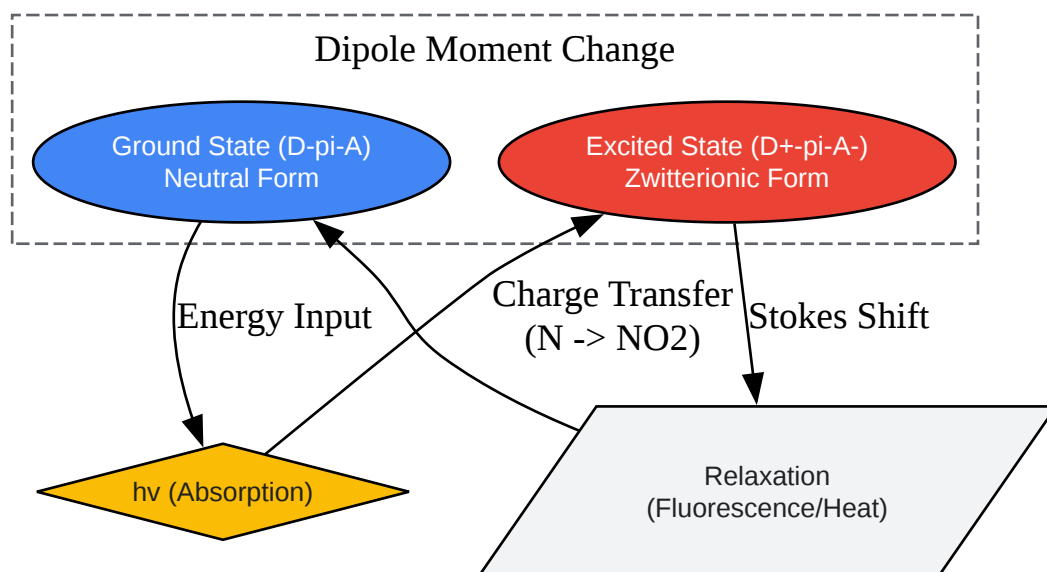 Dipole Moment Change
Ground State (D-pi-A)
Neutral Form
Excited State (D+-pi-A-)
Zwitterionic Form
Energy Input
Charge Transfer
(N -> NO2)
Stokes Shift
hv (Absorption)
Relaxation
(Fluorescence/Heat)